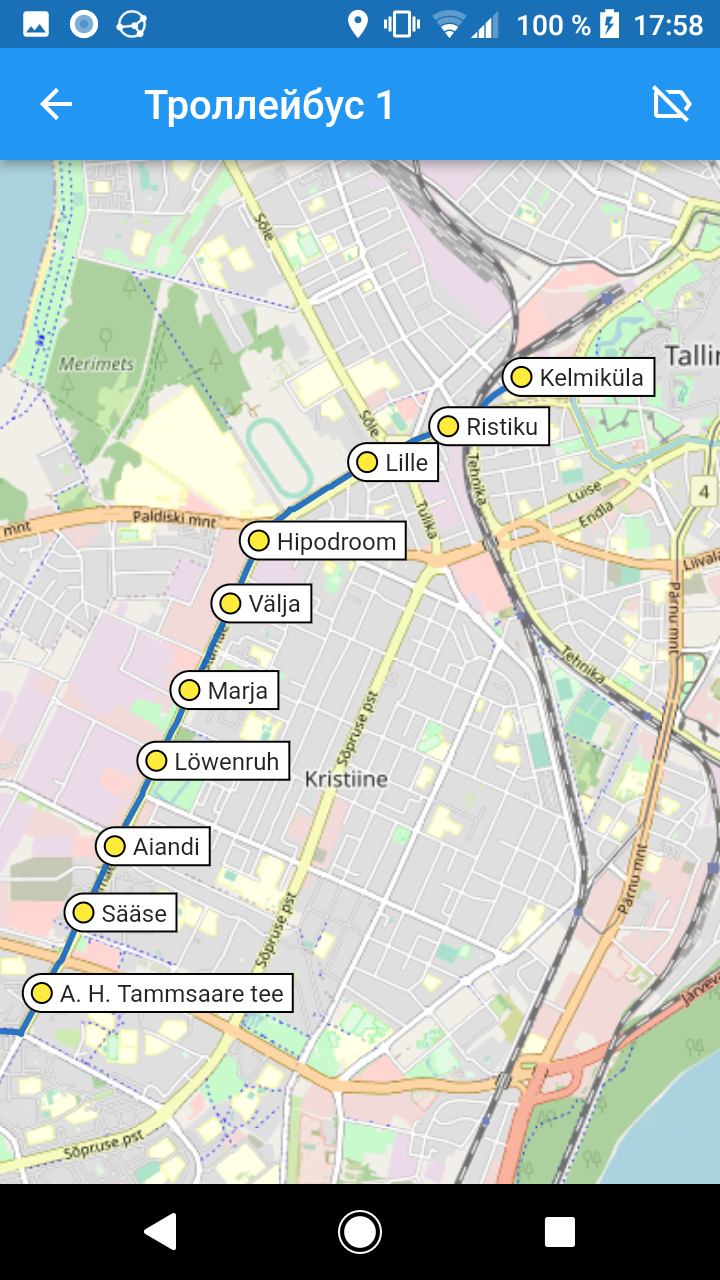 100 % 17:58
Троллейбус 1
Sõle
Merimets
Tallin
Kelmiküla
Sõle
Ristiku
Lille
Tehnika
4
Luise
Tulika
Endla
mnt
Paldiski mnt
Hipodroom
Liivala
Välja
Pärnu mnt
Tehnika
Marja
Sõpruse pst
Löwenruh
Kristiine
Aiandi
Pärnu mnt
Sääse
Sõpruse pst
A. H. Tammsaare tee
Järveva
Sõpruse pst